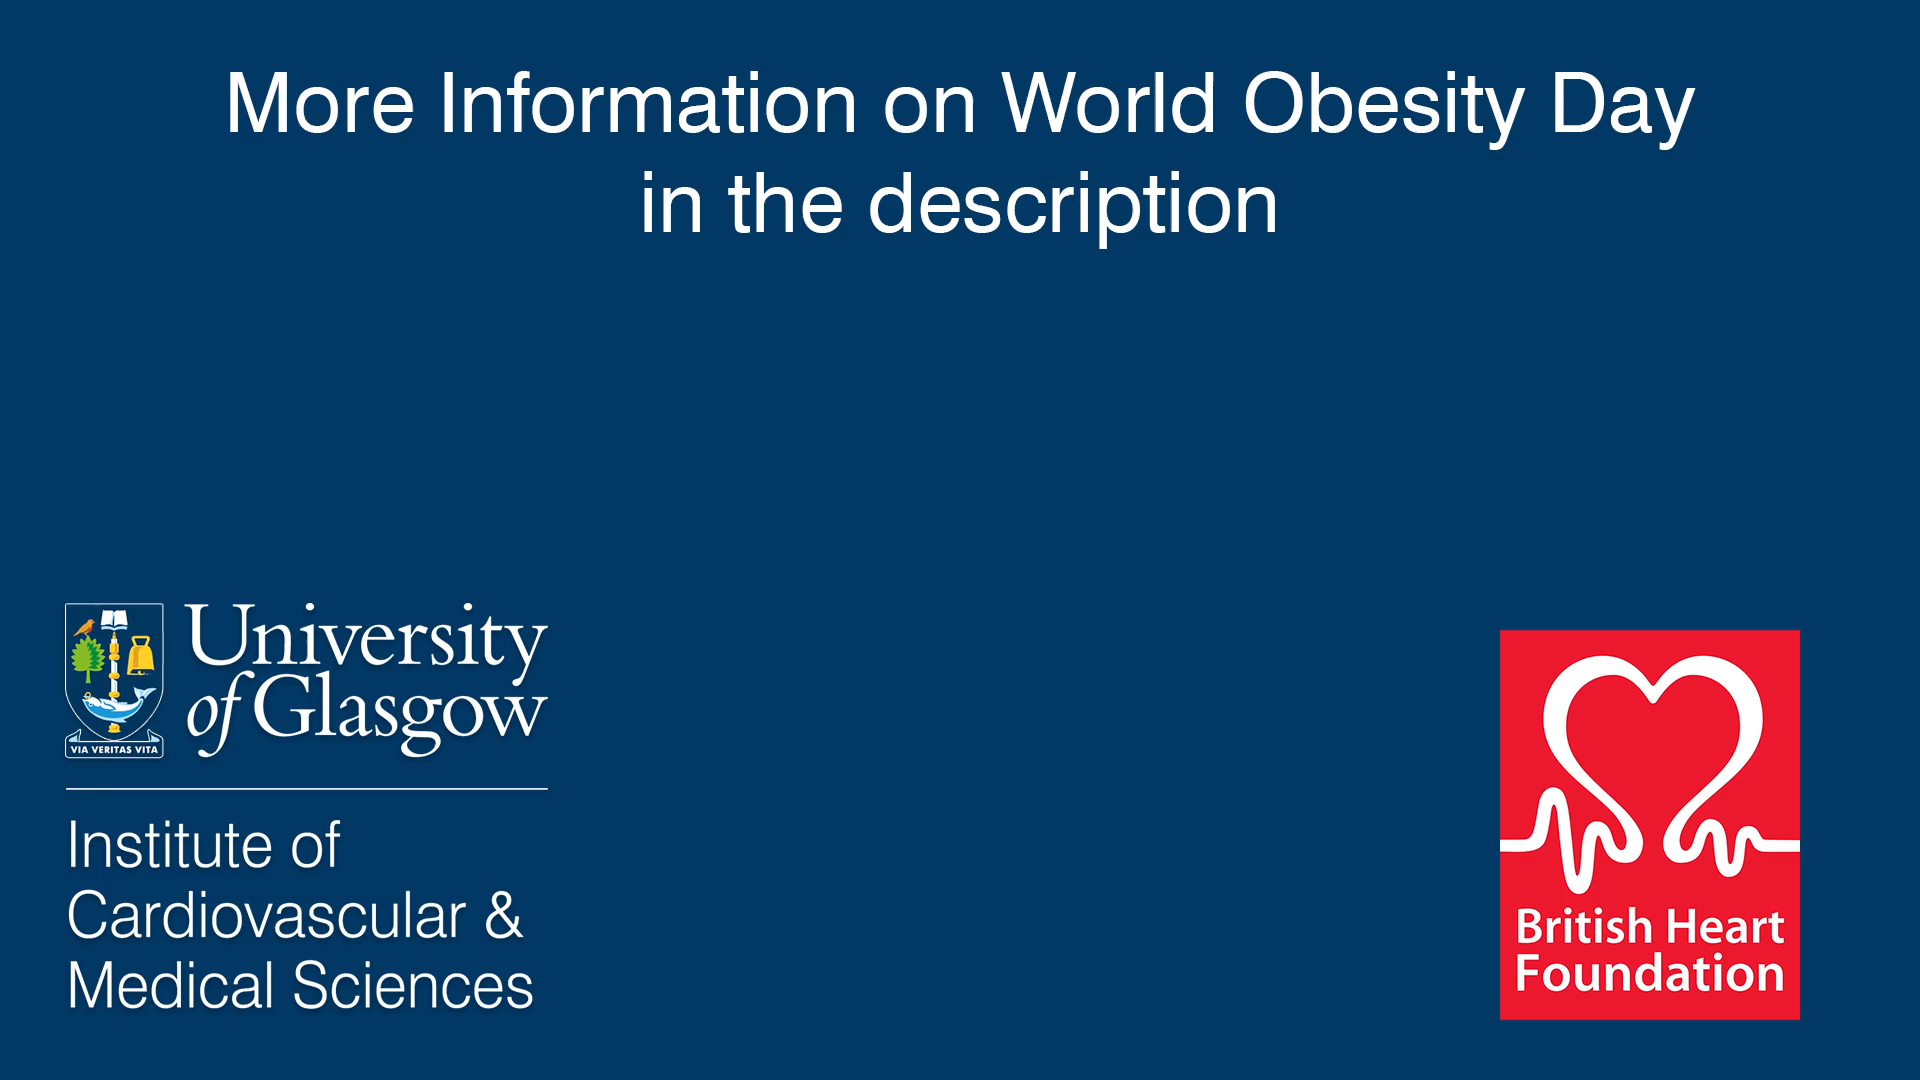 More Information on World Obesity Day
in the description
University
of Glasgow
VIA VERITAS VITA
Institute of
Cardiovascular &
Medical Sciences
British Heart
Foundation